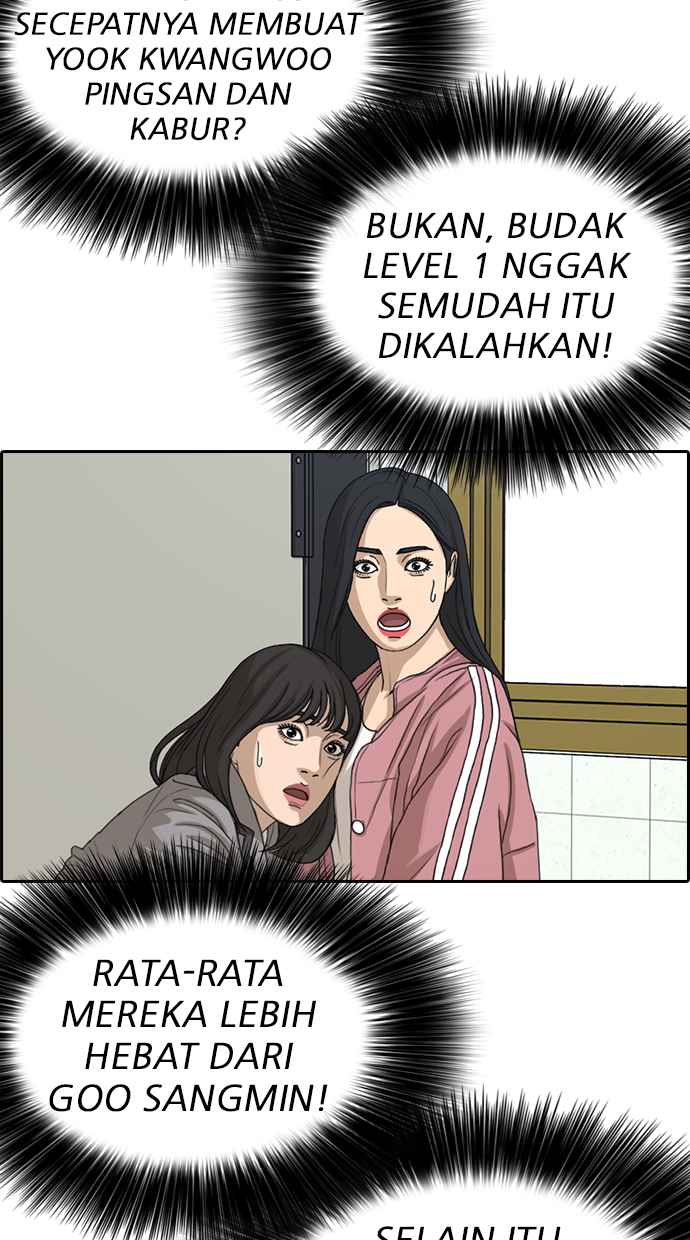 SECEPATNYA MEMBUAT
YOOK KWANGWOO
PINGSAN DAN
KABUR?
BUKAN, BUDAK
LEVEL 1 NGGAK
SEMUDAH ITU
DIKALAHKAN!
RATA-RATA
MEREKA LEBIH
HEBAT DARI
GOO SANGMIN!
SELAIN ITU